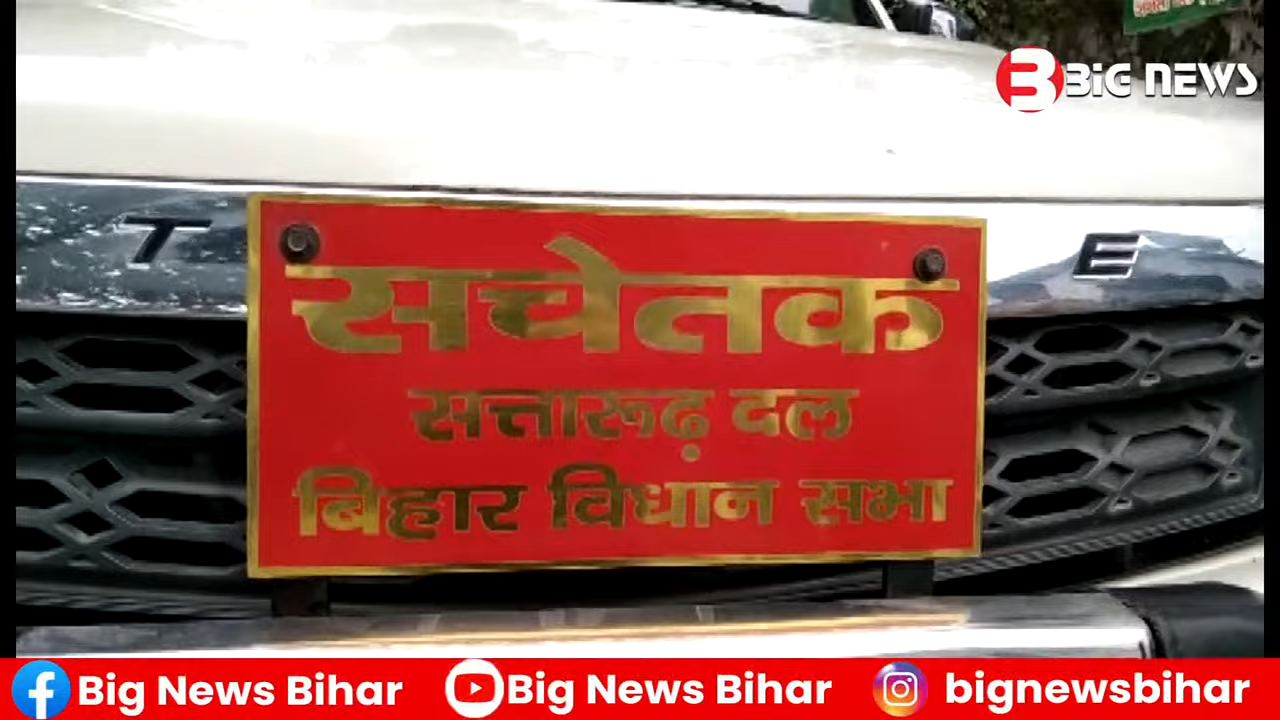 BiG NEWS
T E
सचेतक
सत्तारूढ़ दल
बिहार विधान सभा
Big News Bihar Big News Bihar bignewsbihar